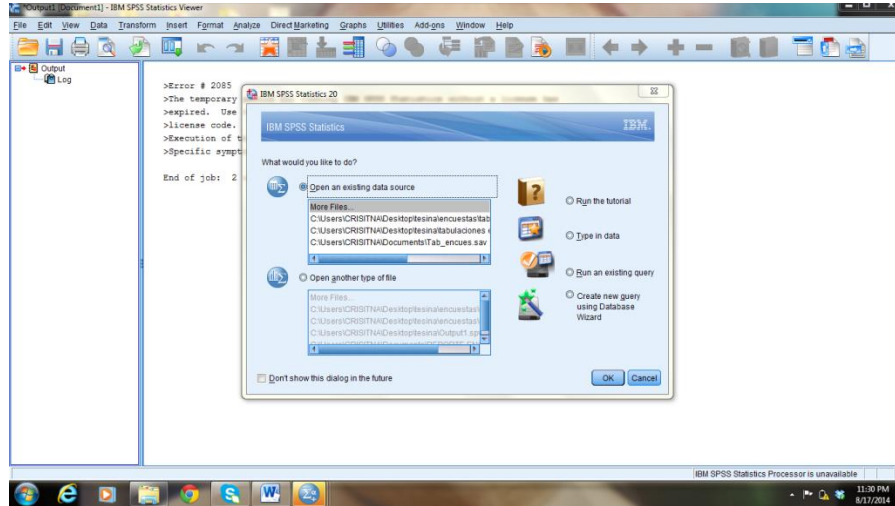 *Output1 [Document1] - IBM SPSS Statistics Viewer
File Edit View Data Transform Insert Format Analyze Direct Marketing Graphs Utilities Add-ons Window Help
Output
Log
>Error # 2085
>The temporary
>expired. Use
>license code.
>Execution of t
>Specific sympt
End of job: 2
IBM SPSS Statistics 20
IBM SPSS Statistics
IBM
What would you like to do?
Open an existing data source
More Files...
C:\Users\CRISITNA\Desktop\tesina\encuestas\tab
C:\Users\CRISITNA\Desktop\tesina\tabulaciones
C:\Users\CRISITNA\Documents\Tab_encues.sav
Open another type of file
More Files...
C:\Users\CRISITNA\Desktop\tesina\encuestas\
C:\Users\CRISITNA\Desktop\tesina\encuestas\
C:\Users\CRISITNA\Desktop\tesina\Output1.sp
Run the tutorial
Type in data
Run an existing query
Create new query
using Database
Wizard
Don't show this dialog in the future
OK Cancel
IBM SPSS Statistics Processor is unavailable
11:30 PM
8/17/2014